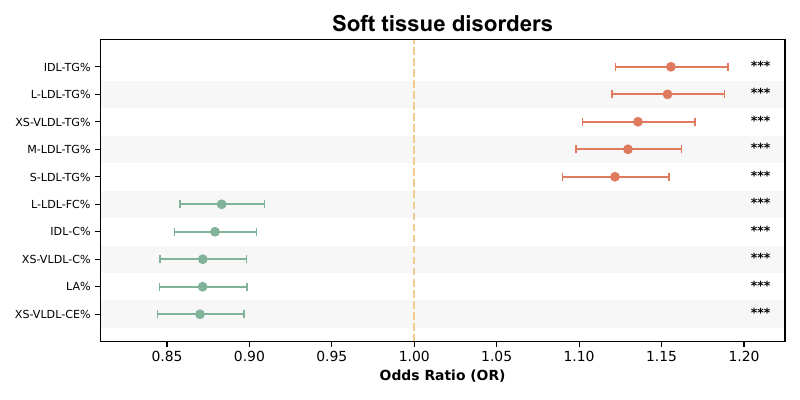 Soft tissue disorders
IDL-TG% ***
L-LDL-TG% ***
XS-VLDL-TG% ***
M-LDL-TG% ***
S-LDL-TG% ***
L-LDL-FC% ***
IDL-C% ***
XS-VLDL-C% ***
LA% ***
XS-VLDL-CE% ***
0.85 0.90 0.95 1.00 1.05 1.10 1.15 1.20
Odds Ratio (OR)